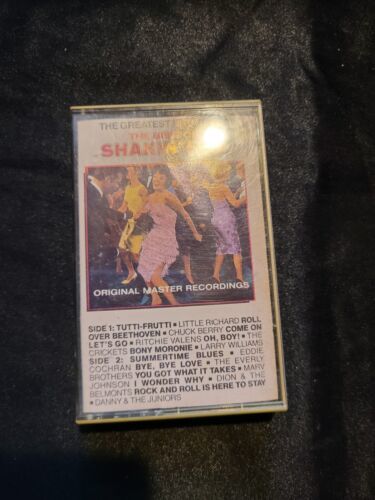 THE GREATEST
THE
SHAK
ORIGINAL MASTER RECORDINGS
SIDE 1: TUTTI-FRUTTI ▪ LITTLE RICHARD ROLL
OVER BEETHOVEN ▪ CHUCK BERRY COME ON
LET'S GO ▪ RITCHIE VALENS OH, BOY! ▪ THE
CRICKETS BONY MORONIE ▪ LARRY WILLIAMS
SIDE 2: SUMMERTIME BLUES ▪ EDDIE
COCHRAN BYE, BYE LOVE ▪ THE EVERLY
BROTHERS YOU GOT WHAT IT TAKES ▪ MARV
JOHNSON I WONDER WHY ▪ DION & THE
BELMONTS ROCK AND ROLL IS HERE TO STAY
▪ DANNY & THE JUNIORS